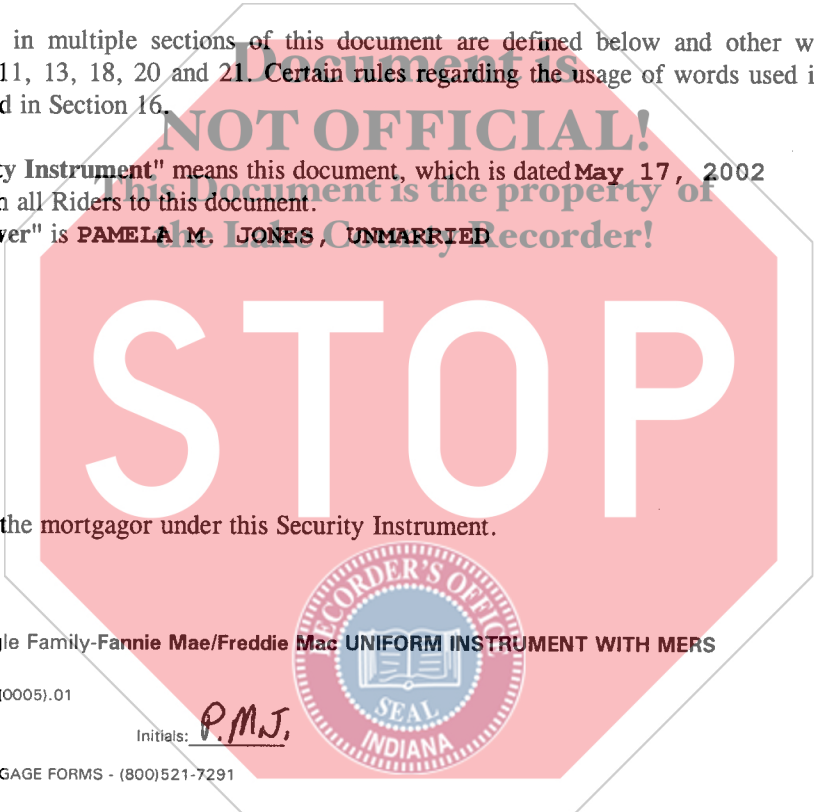 in multiple sections of this document are defined below and other w
11, 13, 18, 20 and 21. Certain rules regarding the usage of words used i
d in Section 16.
Document is
NOT OFFICIAL!
This Document is the property of
the Lake County Recorder!
ty Instrument" means this document, which is dated May 17, 2002
n all Riders to this document.
wer" is PAMELA M. JONES, UNMARRIED
STOP
the mortgagor under this Security Instrument.
RECORDER'S OFFICE
SEAL
INDIANA
gle Family-Fannie Mae/Freddie Mac UNIFORM INSTRUMENT WITH MERS
(0005).01
Initials: P.M.J.
GAGE FORMS - (800)521-7291